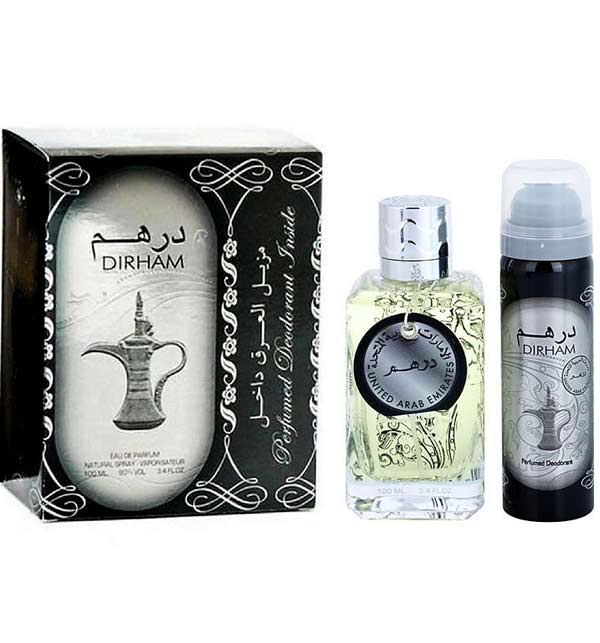 درهم
DIRHAM
EAU DE PARFUM
NATURAL SPRAY - VAPORISATEUR
100 ML. 80% VOL 3.4 FL.OZ.
مزيل العرق داخل
Perfumed Deodorant Inside
الإمارات العربية المتحدة
درهم
UNITED ARAB EMIRATES
100 ML. 3.4 FL.OZ.
درهم
DIRHAM
درهم
Perfumed Deodorant